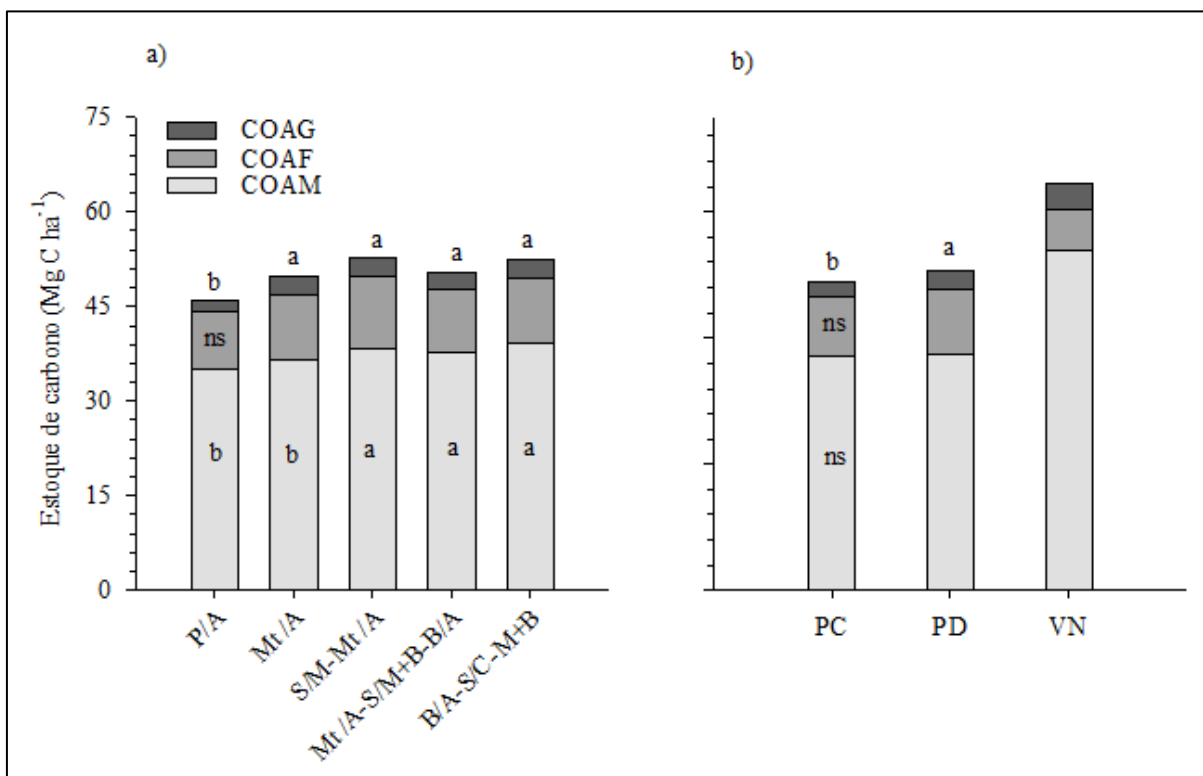 a)
COAG
COAF
COAM
Estoque de carbono (Mg C ha⁻¹)
75
60
45
30
15
0
b
a
a
a
a
ns
b
b
a
a
a
P/A
Mt /A
S/M-Mt /A
Mt /A-S/M+B-B/A
B/A-S/C-M+B
b)
b
a
ns
ns
PC
PD
VN